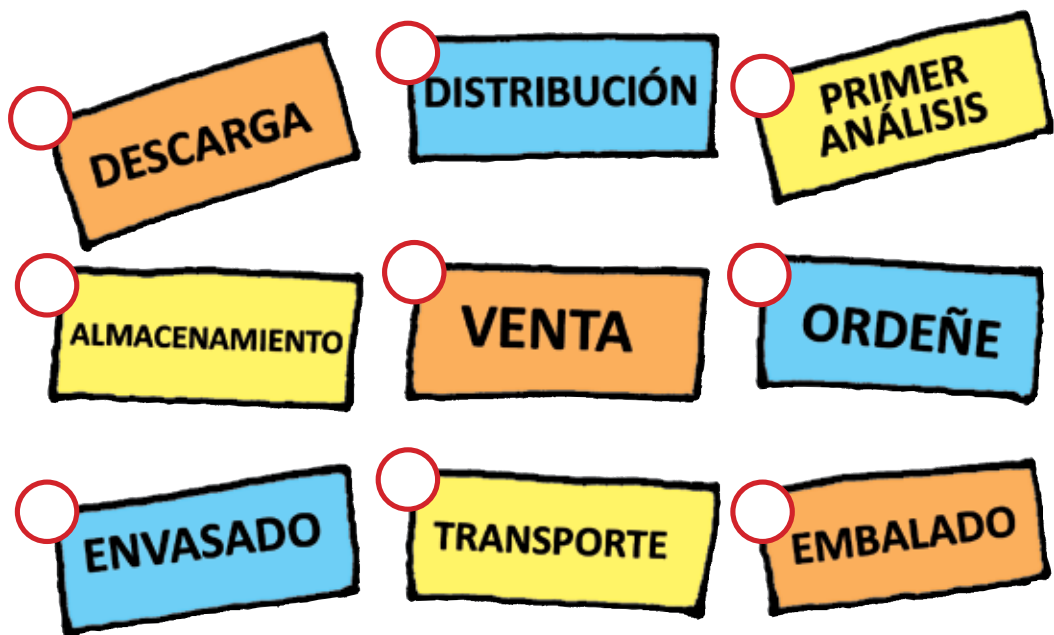 DESCARGA
DISTRIBUCIÓN
PRIMER
ANÁLISIS
ALMACENAMIENTO
VENTA
ORDEÑE
ENVASADO
TRANSPORTE
EMBALADO